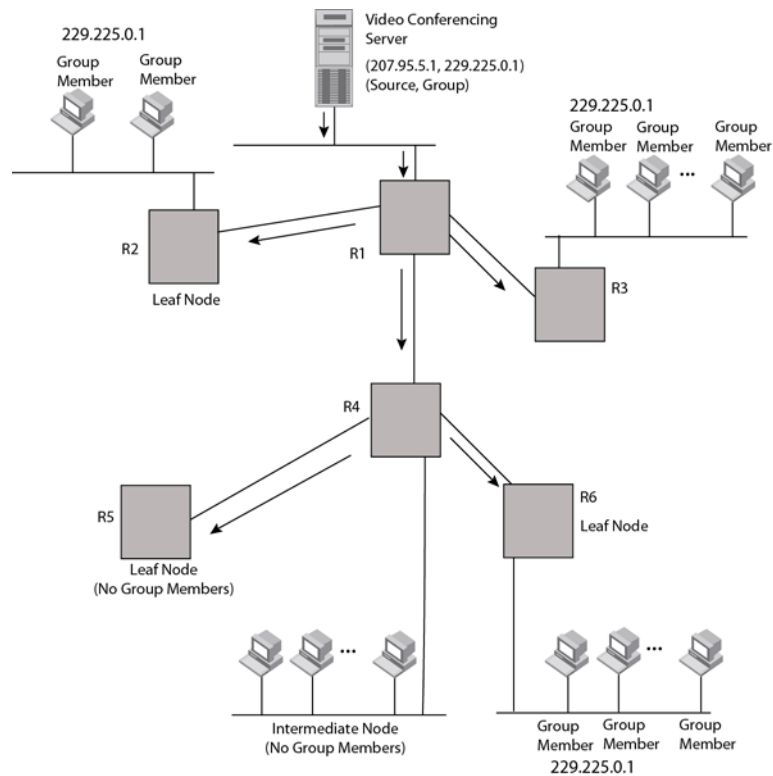 229.225.0.1
Group
Member
Group
Member
Video Conferencing
Server
(207.95.5.1, 229.225.0.1)
(Source, Group)
229.225.0.1
Group
Member
Group
Member
Group
Member
...
R2
Leaf Node
R1
R3
R4
R5
Leaf Node
(No Group Members)
R6
Leaf Node
...
Intermediate Node
(No Group Members)
...
Group
Member
Group
Member
Group
Member
229.225.0.1